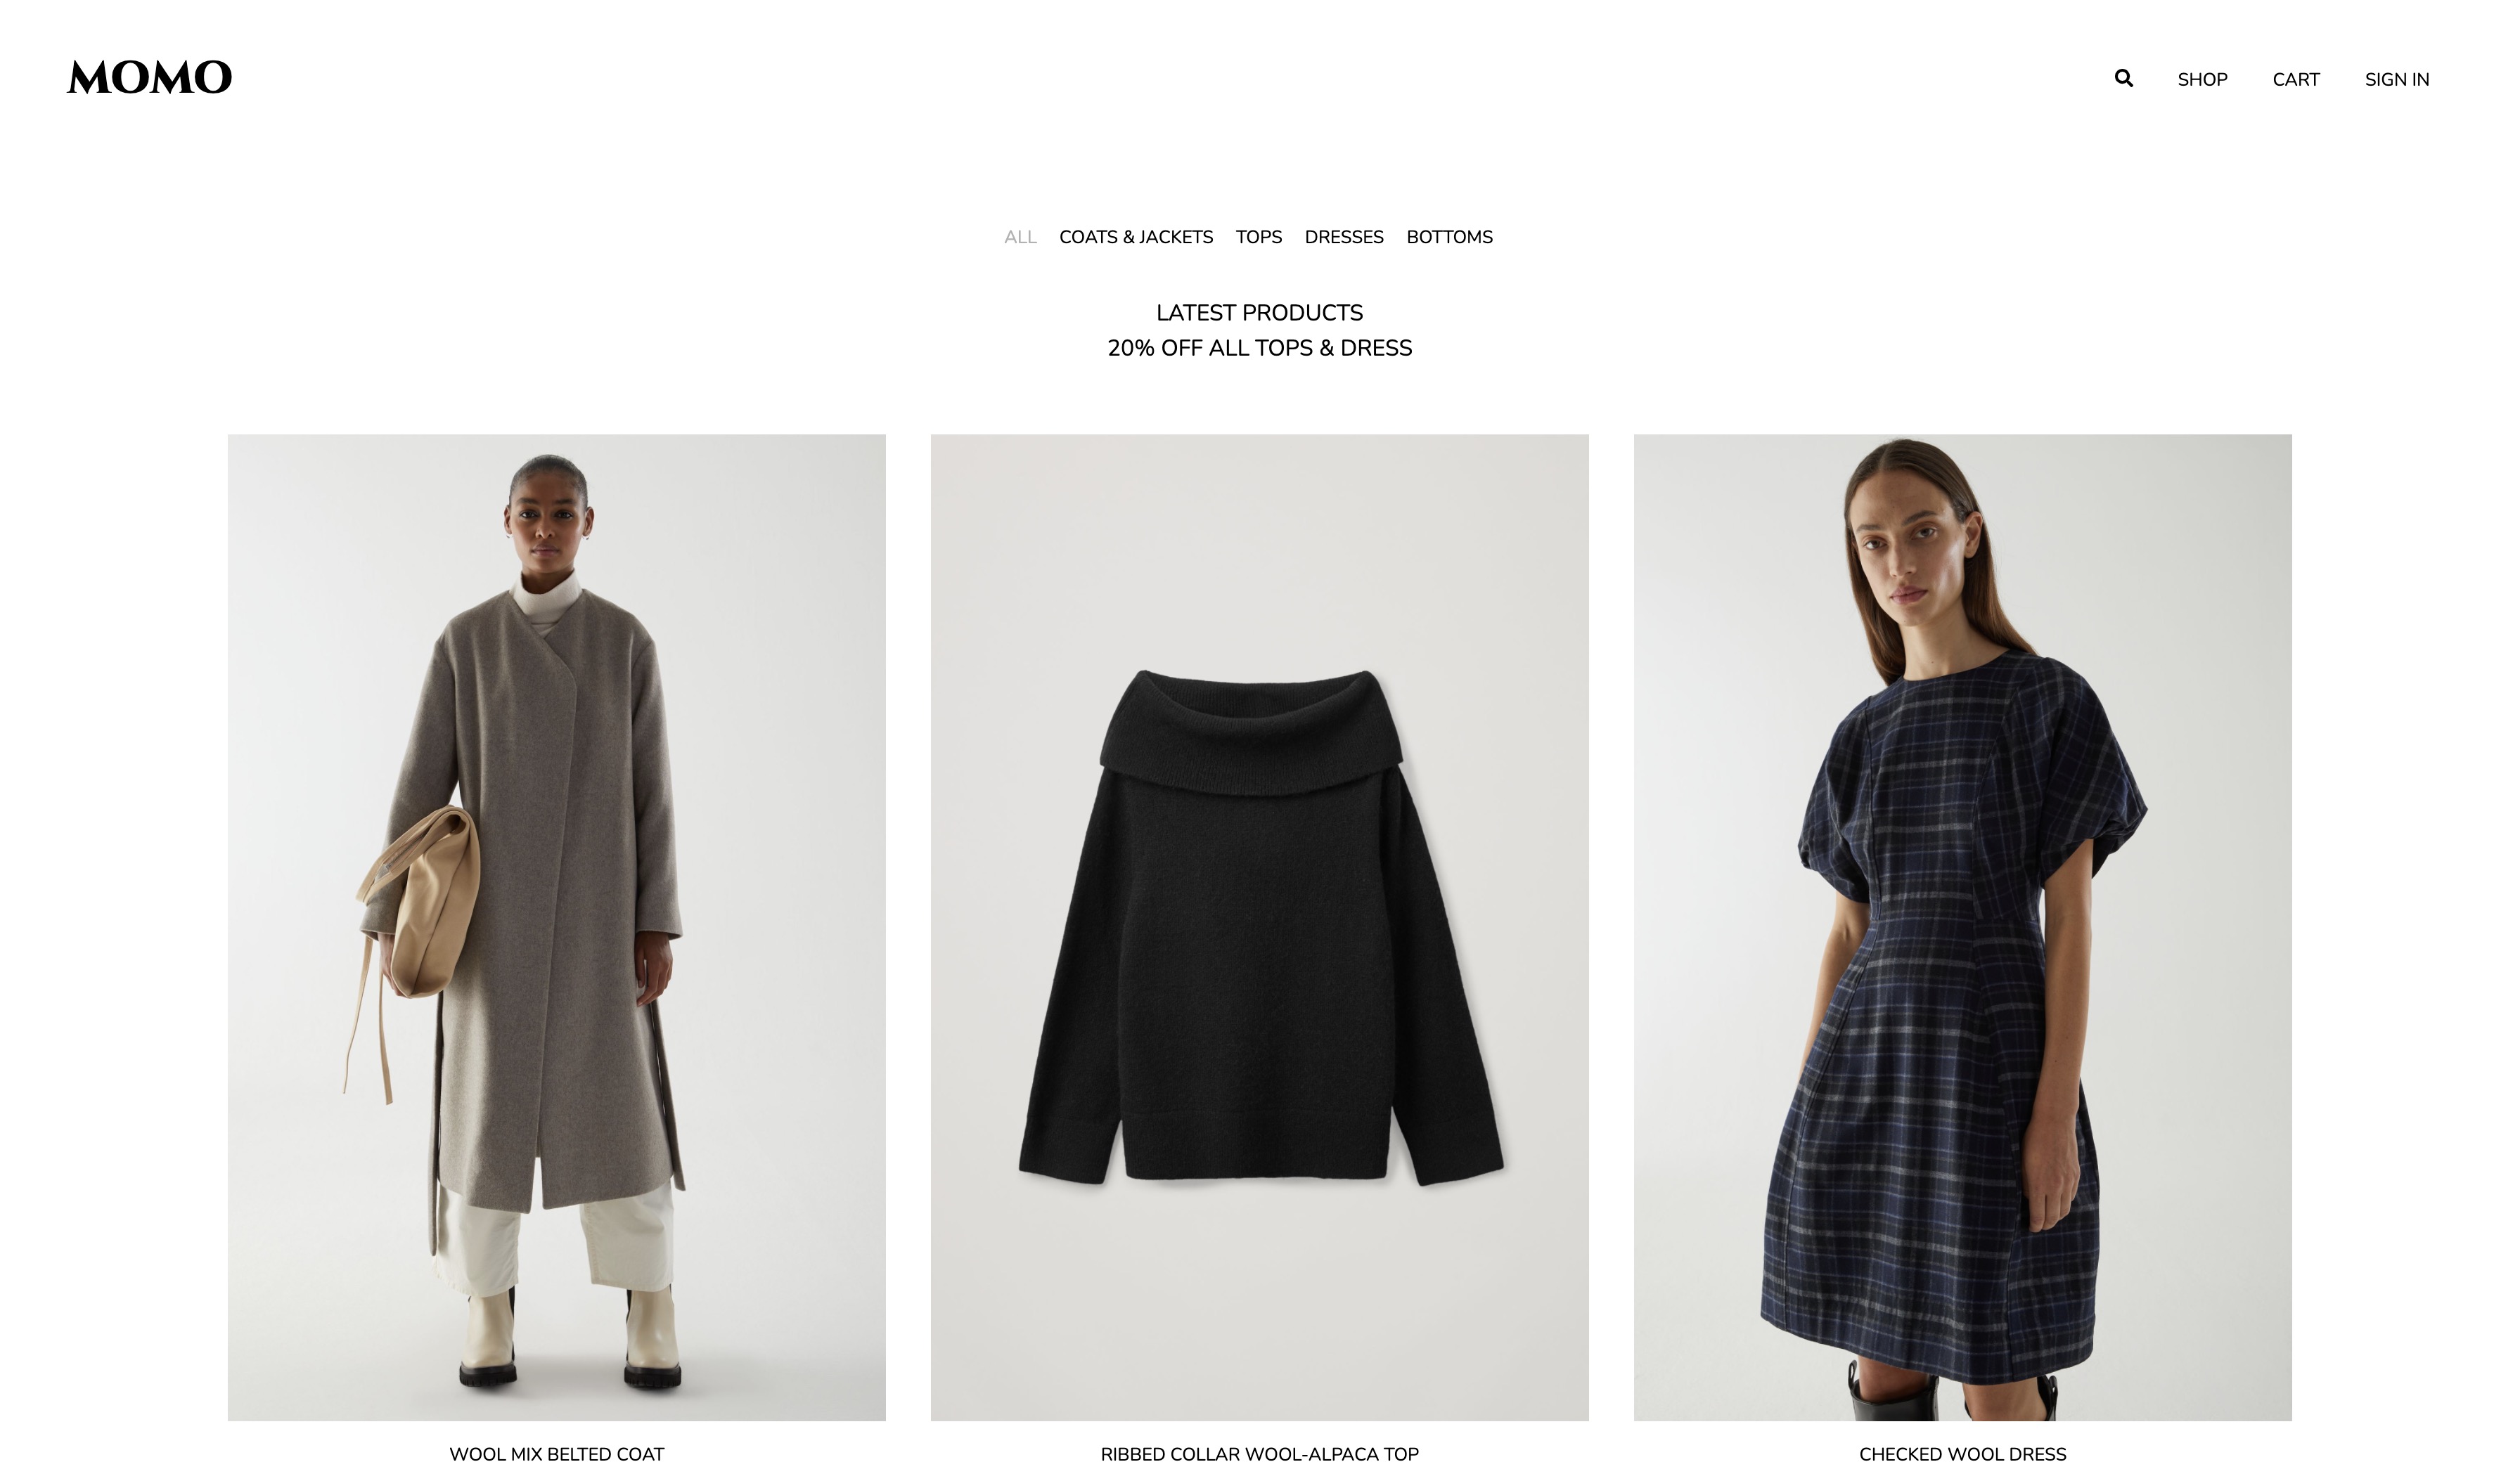 MOMO
SHOP CART SIGN IN
ALL COATS & JACKETS TOPS DRESSES BOTTOMS
LATEST PRODUCTS
20% OFF ALL TOPS & DRESS
WOOL MIX BELTED COAT
RIBBED COLLAR WOOL-ALPACA TOP
CHECKED WOOL DRESS